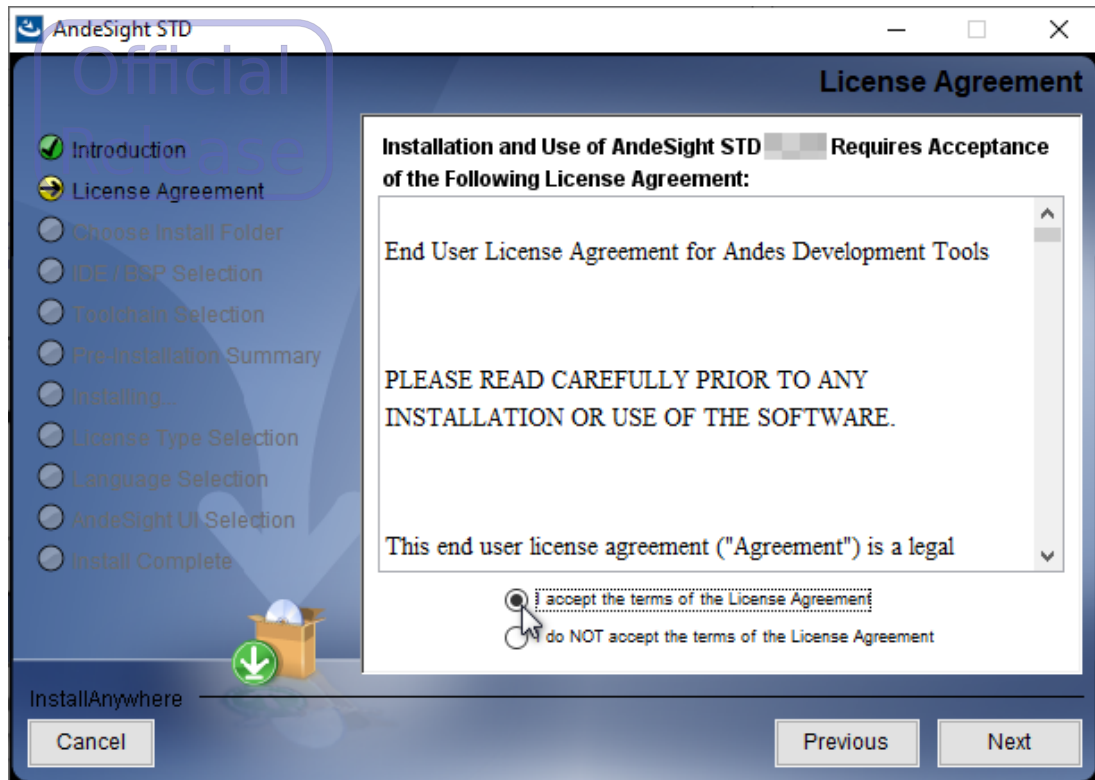 AndeSight STD
Official
Release
License Agreement
Introduction
License Agreement
Choose Install Folder
IDE / BSP Selection
Toolchain Selection
Pre-Installation Summary
Installing...
License Type Selection
Language Selection
AndeSight UI Selection
Install Complete
Installation and Use of AndeSight STD Requires Acceptance
of the Following License Agreement:
End User License Agreement for Andes Development Tools
PLEASE READ CAREFULLY PRIOR TO ANY
INSTALLATION OR USE OF THE SOFTWARE.
This end user license agreement ("Agreement") is a legal
I accept the terms of the License Agreement
I do NOT accept the terms of the License Agreement
InstallAnywhere
Cancel
Previous
Next